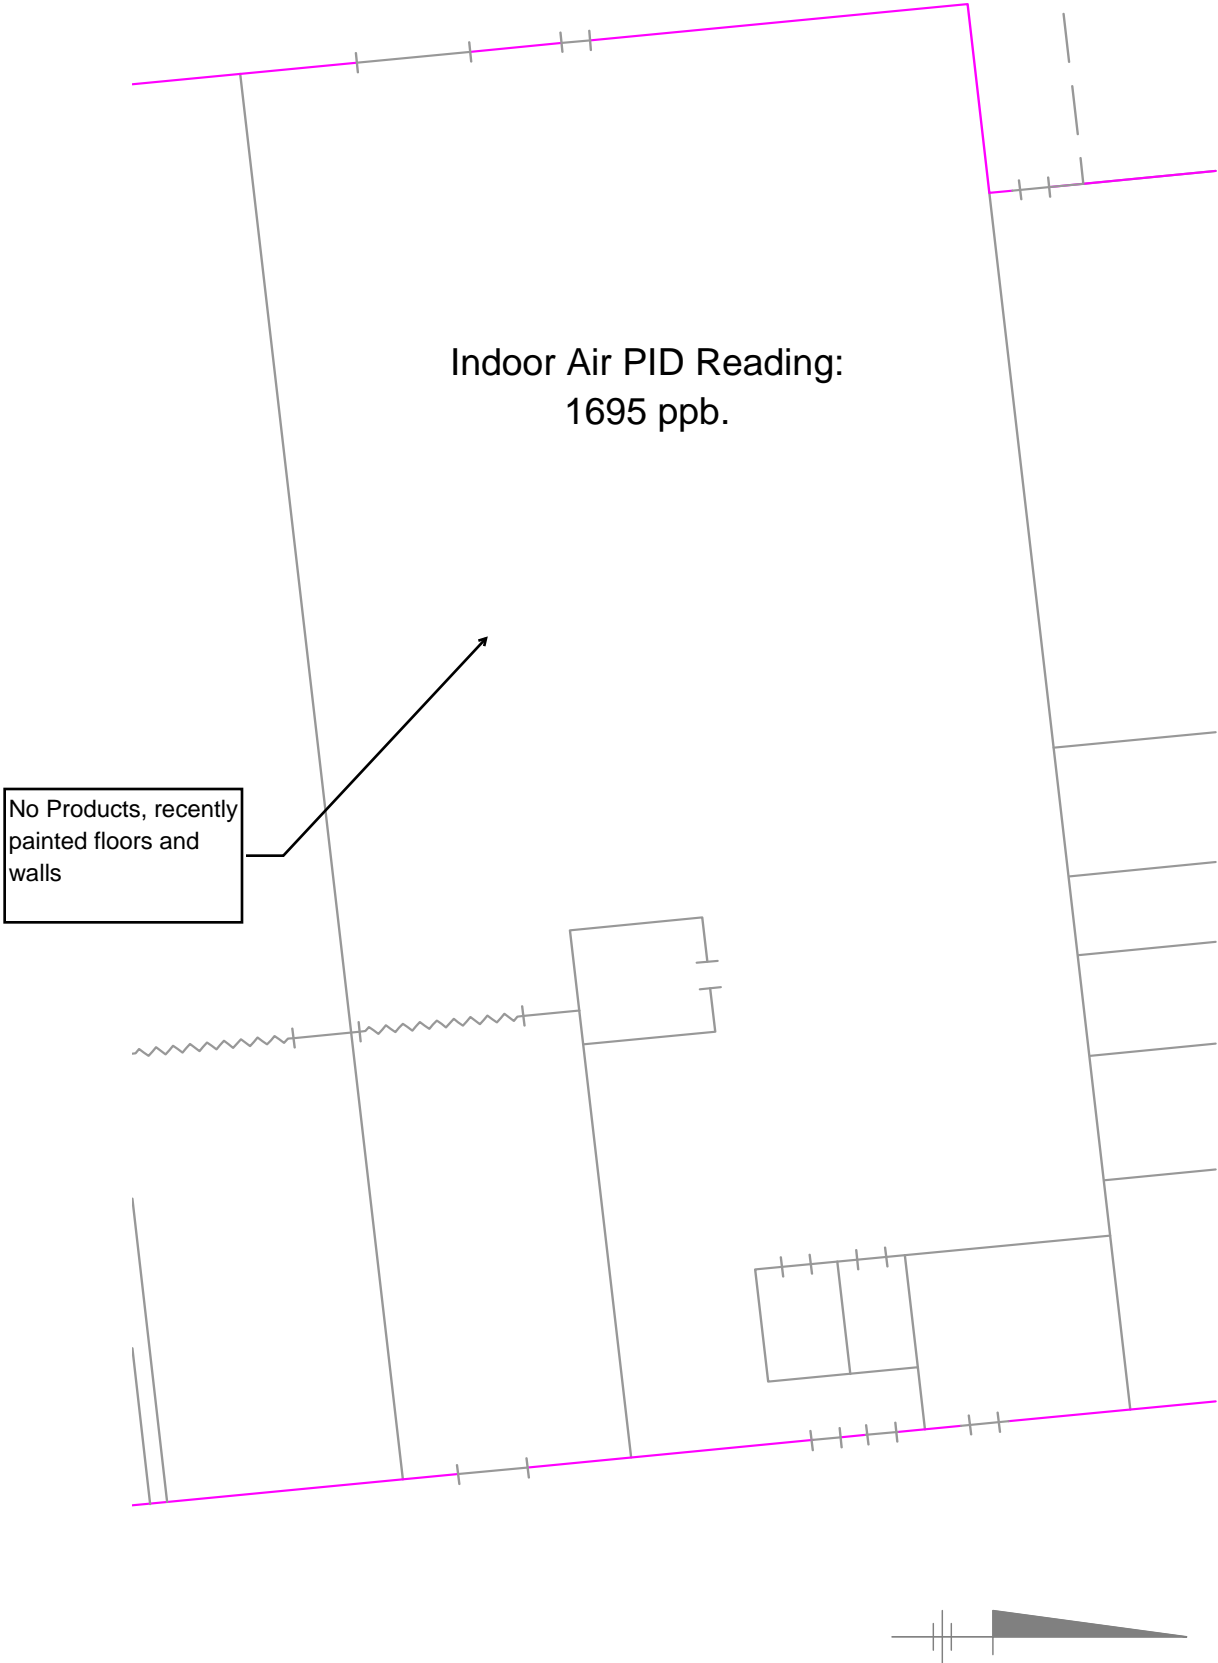 Indoor Air PID Reading:
1695 ppb.
No Products, recently
painted floors and
walls